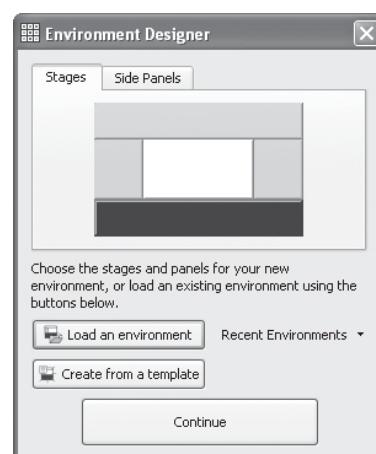 Environment Designer
Stages
Side Panels
Choose the stages and panels for your new
environment, or load an existing environment using the
buttons below.
Load an environment
Recent Environments
Create from a template
Continue